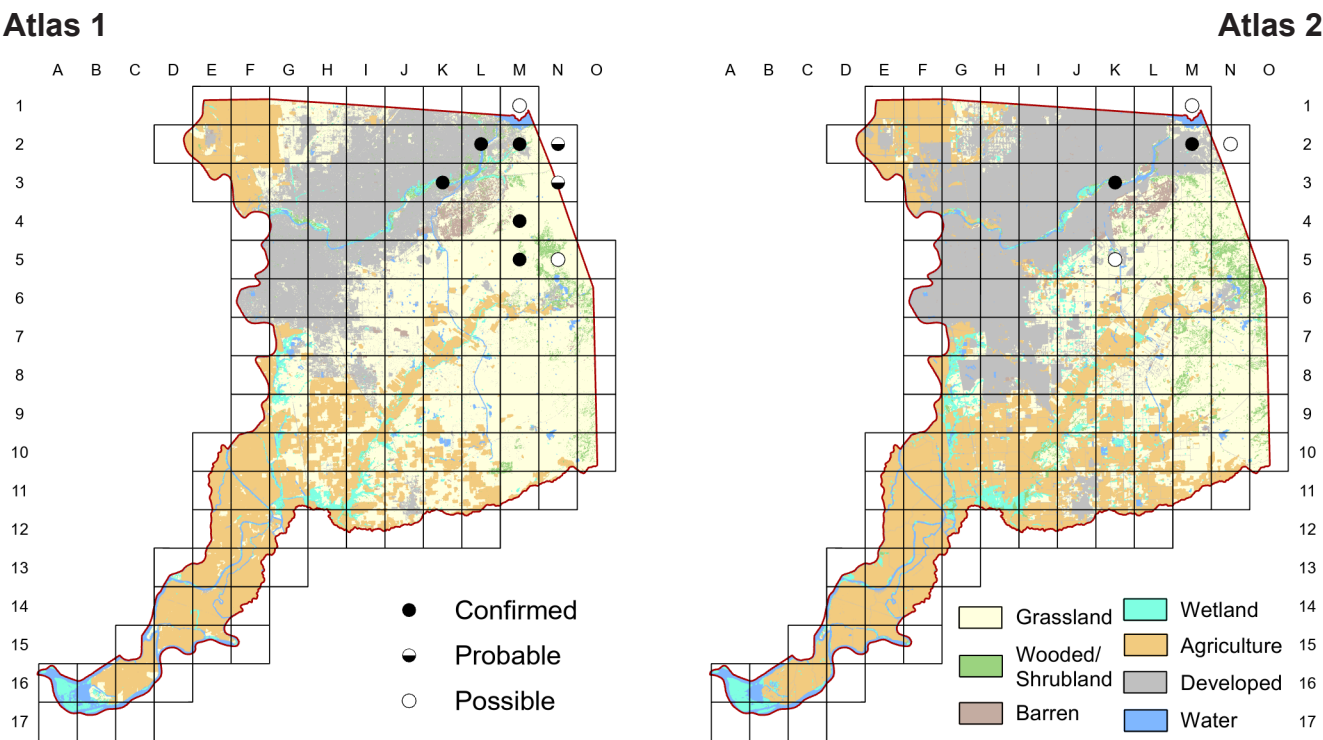 Atlas 1
Atlas 2
A B C D E F G H I J K L M N O
A B C D E F G H I J K L M N O
1
2
3
4
5
6
7
8
9
10
11
12
13
14
15
16
17
Confirmed
Probable
Possible
Grassland
Wooded/
Shrubland
Barren
Wetland
Agriculture
Developed
Water
1
2
3
4
5
6
7
8
9
10
11
12
13
14
15
16
17